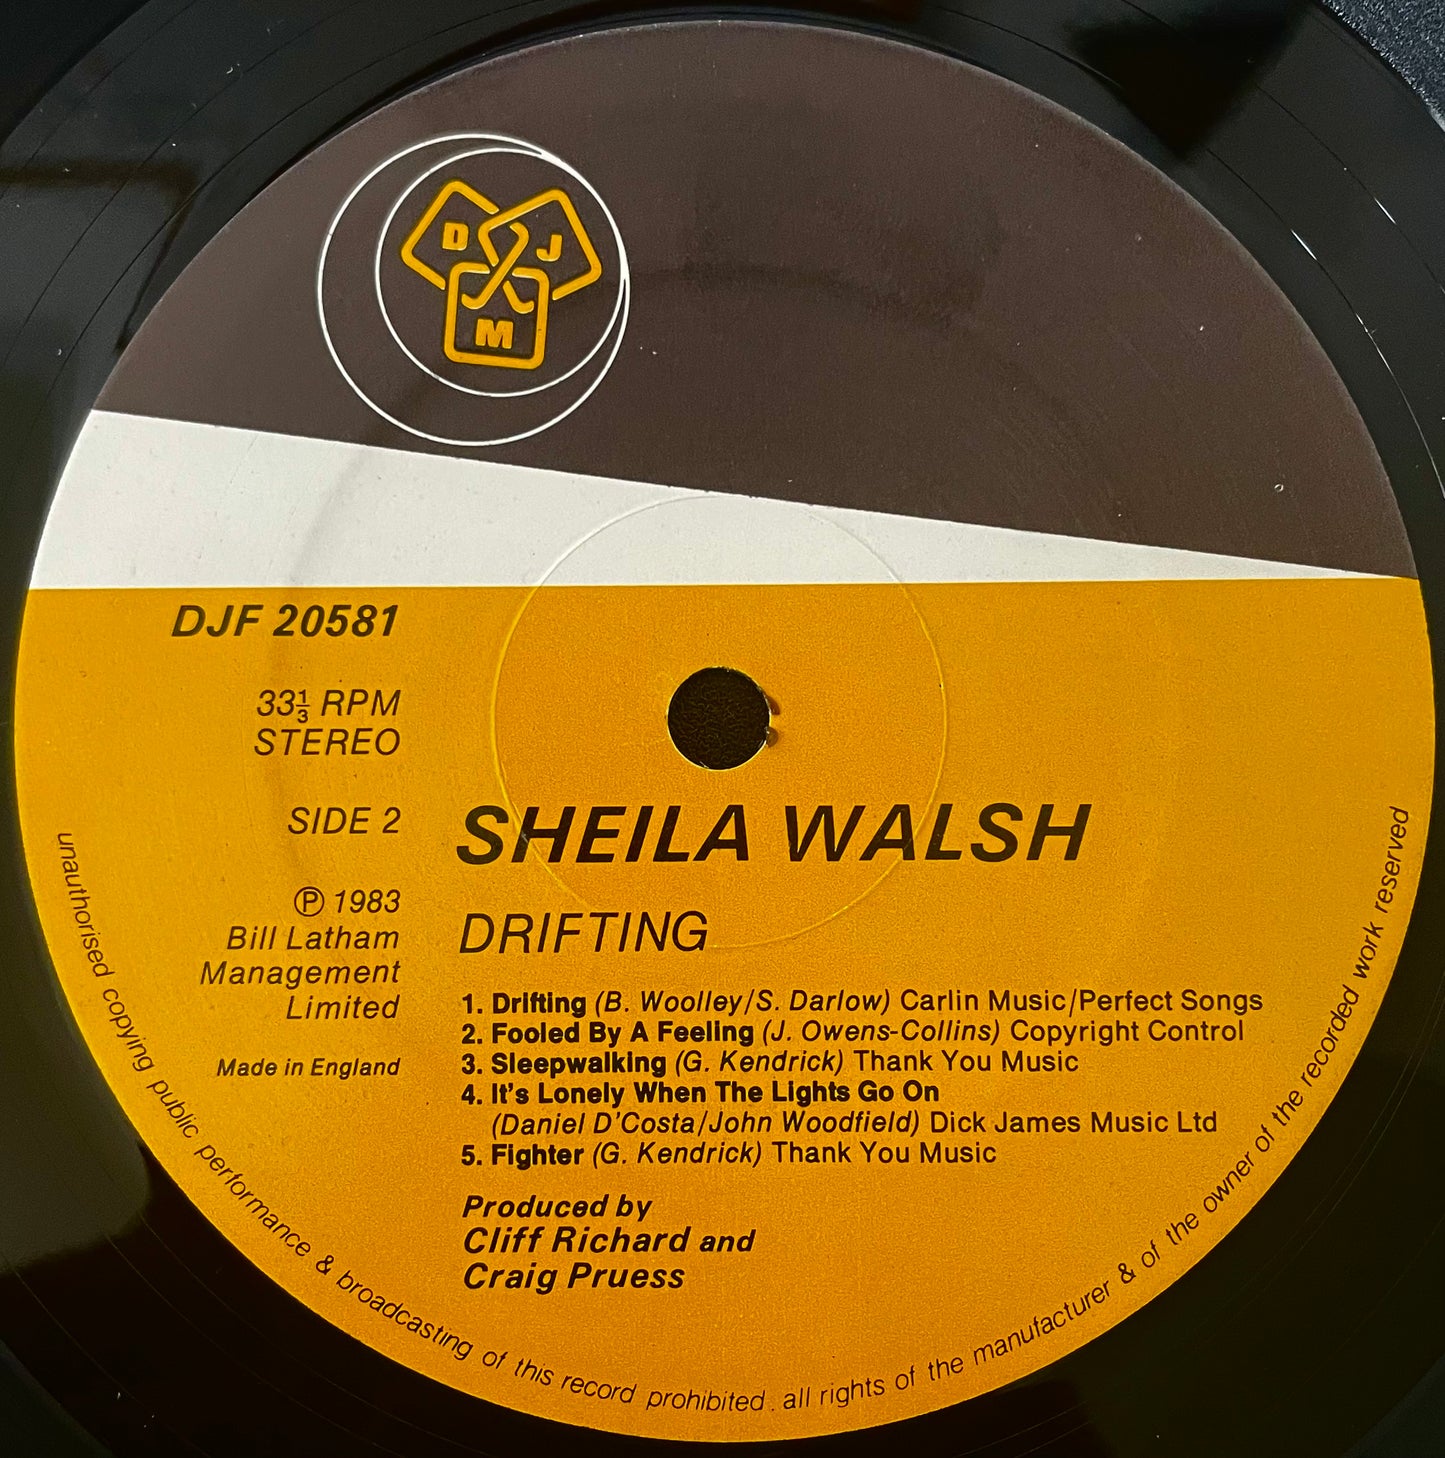 D J
M
DJF 20581
33⅓ RPM
STEREO
SIDE 2
Ⓟ 1983
Bill Latham
Management
Limited
Made in England
SHEILA WALSH
DRIFTING
1. Drifting (B. Woolley/S. Darlow) Carlin Music/Perfect Songs
2. Fooled By A Feeling (J. Owens-Collins) Copyright Control
3. Sleepwalking (G. Kendrick) Thank You Music
4. It's Lonely When The Lights Go On
(Daniel D'Costa/John Woodfield) Dick James Music Ltd
5. Fighter (G. Kendrick) Thank You Music
Produced by
Cliff Richard and
Craig Pruess
unauthorised copying public performance & broadcasting of this record prohibited. all rights of the manufacturer & of the owner of the recorded work reserved